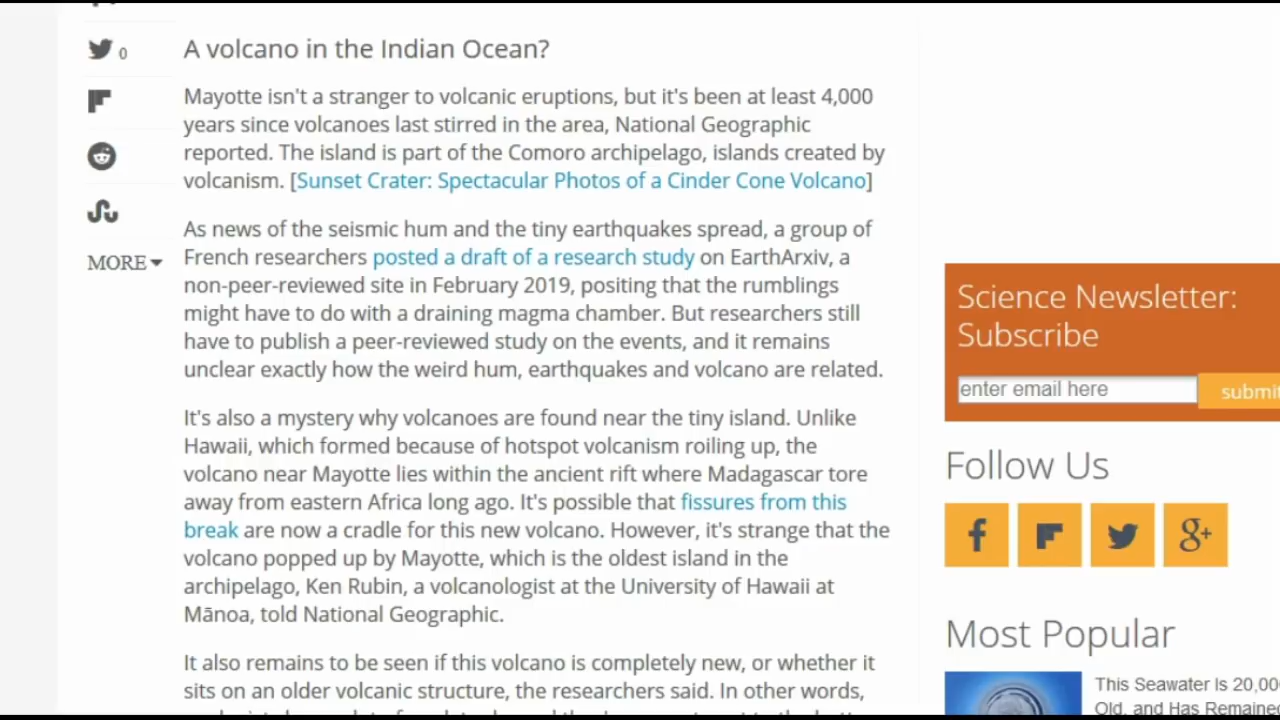 0
MORE
A volcano in the Indian Ocean?
Mayotte isn't a stranger to volcanic eruptions, but it's been at least 4,000
years since volcanoes last stirred in the area, National Geographic
reported. The island is part of the Comoro archipelago, islands created by
volcanism. [Sunset Crater: Spectacular Photos of a Cinder Cone Volcano]
As news of the seismic hum and the tiny earthquakes spread, a group of
French researchers posted a draft of a research study on EarthArxiv, a
non-peer-reviewed site in February 2019, positing that the rumblings
might have to do with a draining magma chamber. But researchers still
have to publish a peer-reviewed study on the events, and it remains
unclear exactly how the weird hum, earthquakes and volcano are related.
It's also a mystery why volcanoes are found near the tiny island. Unlike
Hawaii, which formed because of hotspot volcanism roiling up, the
volcano near Mayotte lies within the ancient rift where Madagascar tore
away from eastern Africa long ago. It's possible that fissures from this
break are now a cradle for this new volcano. However, it's strange that the
volcano popped up by Mayotte, which is the oldest island in the
archipelago, Ken Rubin, a volcanologist at the University of Hawaii at
Mānoa, told National Geographic.
It also remains to be seen if this volcano is completely new, or whether it
sits on an older volcanic structure, the researchers said. In other words,
Science Newsletter:
Subscribe
enter email here
submit
Follow Us
f
g+
Most Popular
This Seawater Is 20,00
Old, and Has Remained